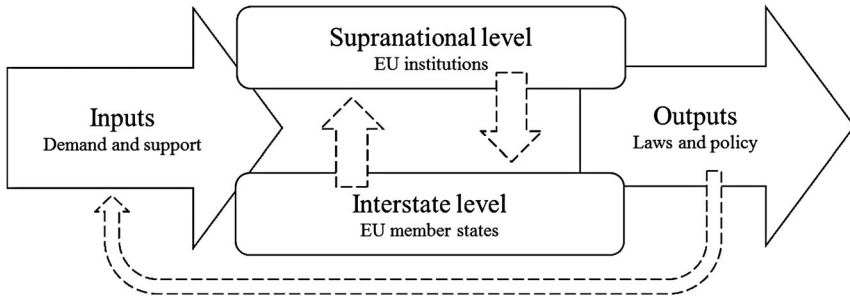 Supranational level
EU institutions
Inputs
Demand and support
Outputs
Laws and policy
Interstate level
EU member states